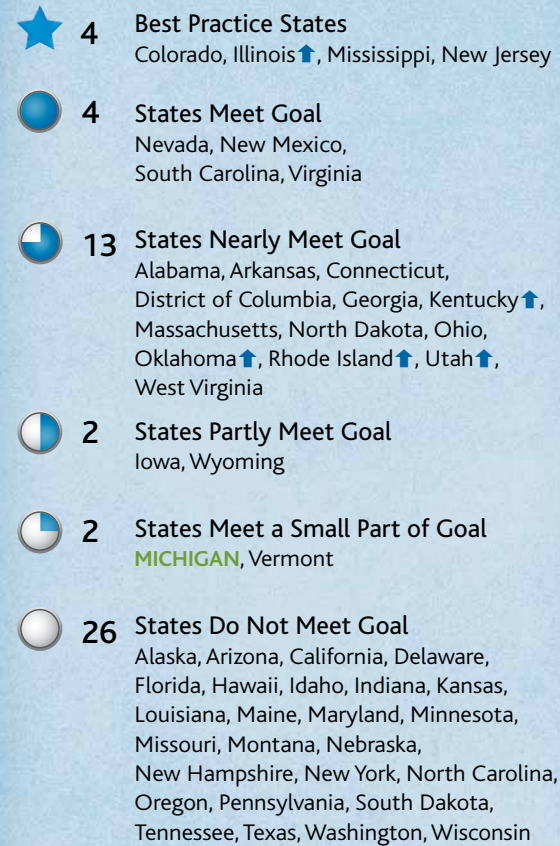 4 Best Practice States
Colorado, Illinois⬆, Mississippi, New Jersey
4 States Meet Goal
Nevada, New Mexico,
South Carolina, Virginia
13 States Nearly Meet Goal
Alabama, Arkansas, Connecticut,
District of Columbia, Georgia, Kentucky⬆,
Massachusetts, North Dakota, Ohio,
Oklahoma⬆, Rhode Island⬆, Utah⬆,
West Virginia
2 States Partly Meet Goal
Iowa, Wyoming
2 States Meet a Small Part of Goal
MICHIGAN, Vermont
26 States Do Not Meet Goal
Alaska, Arizona, California, Delaware,
Florida, Hawaii, Idaho, Indiana, Kansas,
Louisiana, Maine, Maryland, Minnesota,
Missouri, Montana, Nebraska,
New Hampshire, New York, North Carolina,
Oregon, Pennsylvania, South Dakota,
Tennessee, Texas, Washington, Wisconsin